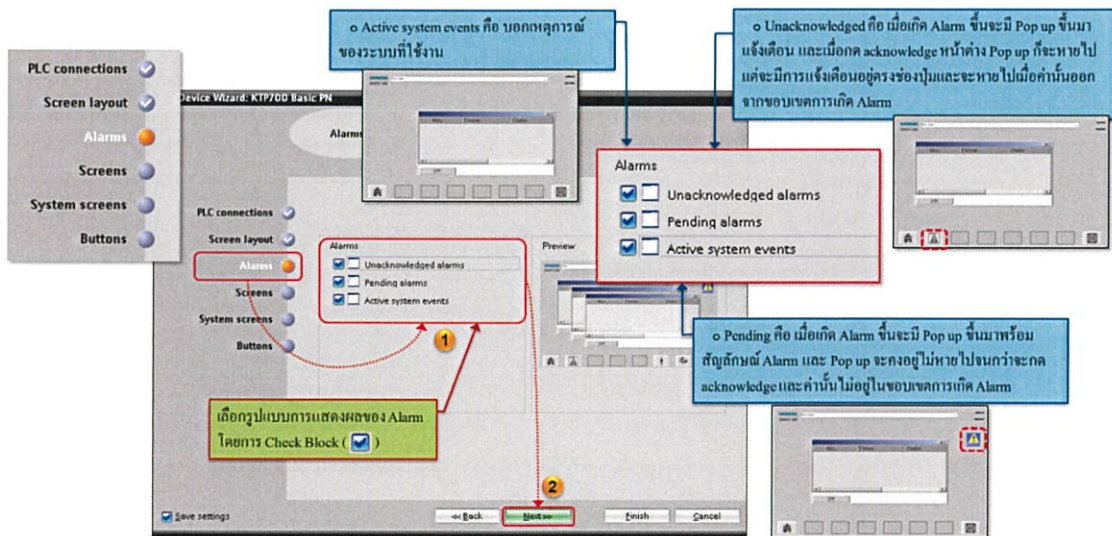 PLC connections
Screen layout
Alarms
Screens
System screens
Buttons
o Active system events คือ บอกเหตุการณ์
ของระบบที่ใช้งาน
o Unacknowledged คือ เมื่อเกิด Alarm ขึ้นจะมี Pop up ขึ้นมา
แจ้งเตือน และเมื่อกด acknowledge หน้าต่าง Pop up ก็จะหายไป
แต่จะมีการแจ้งเตือนอยู่ตรงช่องปุ่มและจะหายไปเมื่อค่านั้นออก
จากขอบเขตการเกิด Alarm
Device Wizard: KTP700 Basic PN
Alarms
Unacknowledged alarms
Pending alarms
Active system events
PLC connections
Screen layout
Alarms
Screens
System screens
Buttons
Alarms
Unacknowledged alarms
Pending alarms
Active system events
Preview
1
o Pending คือ เมื่อเกิด Alarm ขึ้นจะมี Pop up ขึ้นมาพร้อม
สัญลักษณ์ Alarm และ Pop up จะคงอยู่ไม่หายไปจนกว่าจะกด
acknowledge และค่านั้นไม่อยู่ในขอบเขตการเกิด Alarm
เลือกรูปแบบการแสดงผลของ Alarm
โดยการ Check Block ( )
2
Save settings
<< Back
Next >>
Finish
Cancel